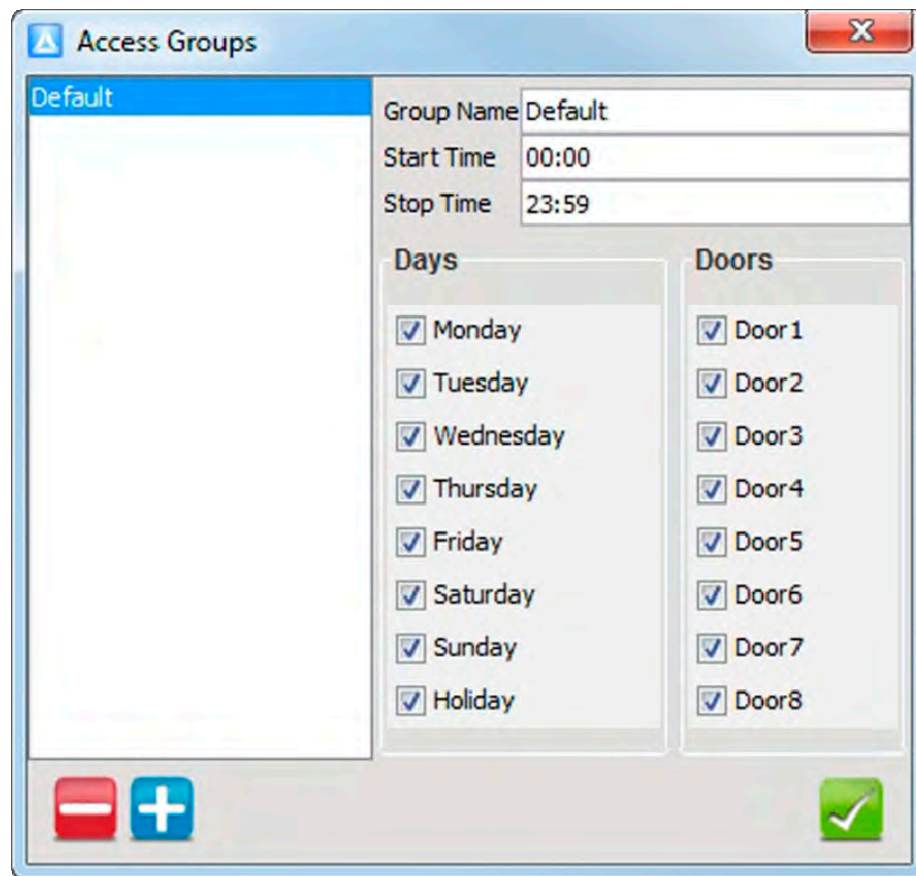 Access Groups
Default
Group Name Default
Start Time 00:00
Stop Time 23:59
Days
Monday
Tuesday
Wednesday
Thursday
Friday
Saturday
Sunday
Holiday
Doors
Door1
Door2
Door3
Door4
Door5
Door6
Door7
Door8